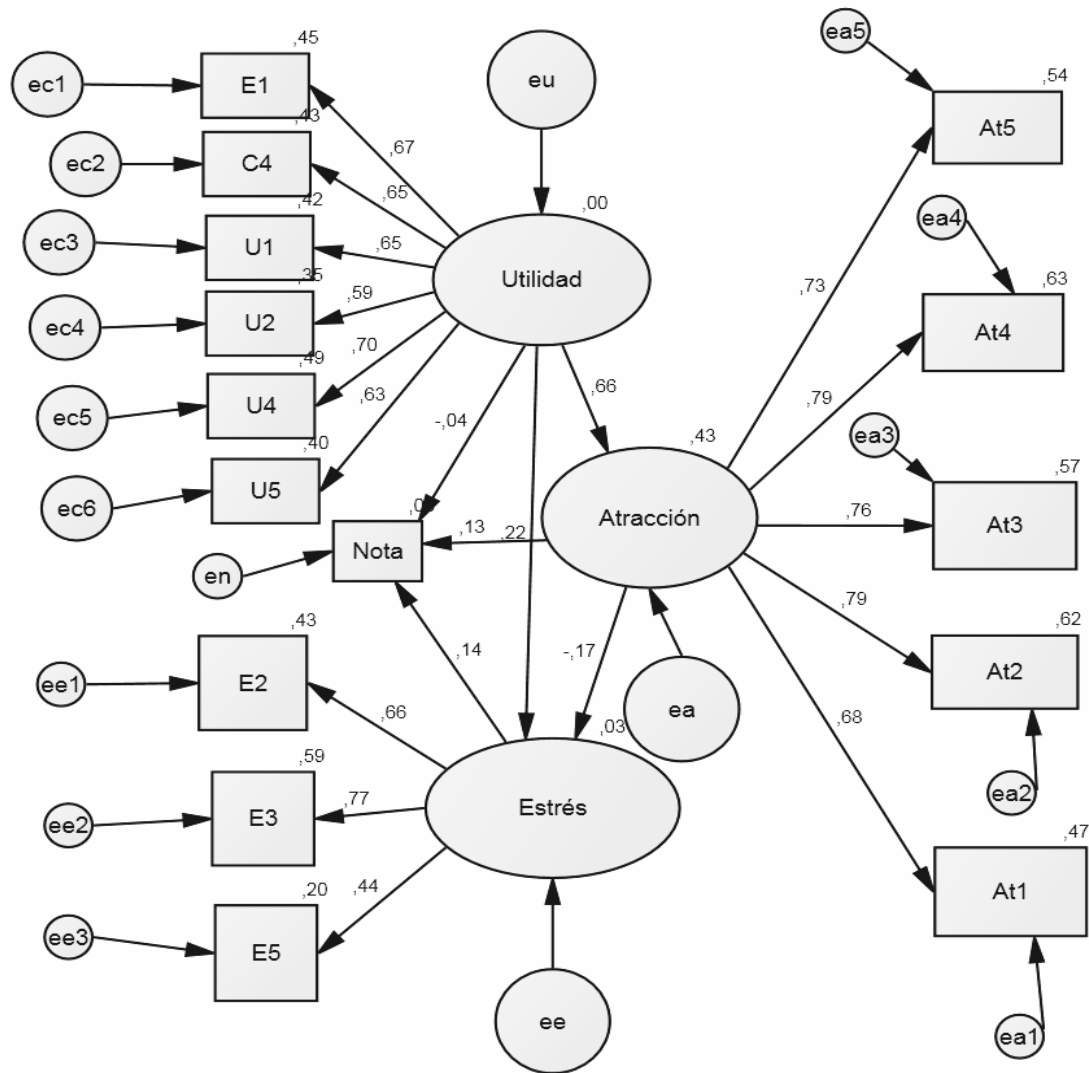 ea5
,45
eu
,54
ec1
E1
At5
,43
,67
ec2
C4
ea4
,65
,42
,00
ec3
U1
,65
Utilidad
,63
,35
,73
ec4
U2
,59
At4
,49
,70
,66
ec5
U4
,63
,79
-,04
,43
ea3
,40
,57
ec6
U5
Atracción
,76
At3
,13
,22
Nota
en
,79
,43
,14
-,17
,62
ee1
E2
At2
,66
ea
,68
,03
,59
ea2
ee2
E3
,77
Estrés
,47
,20
,44
At1
ee3
E5
ee
ea1